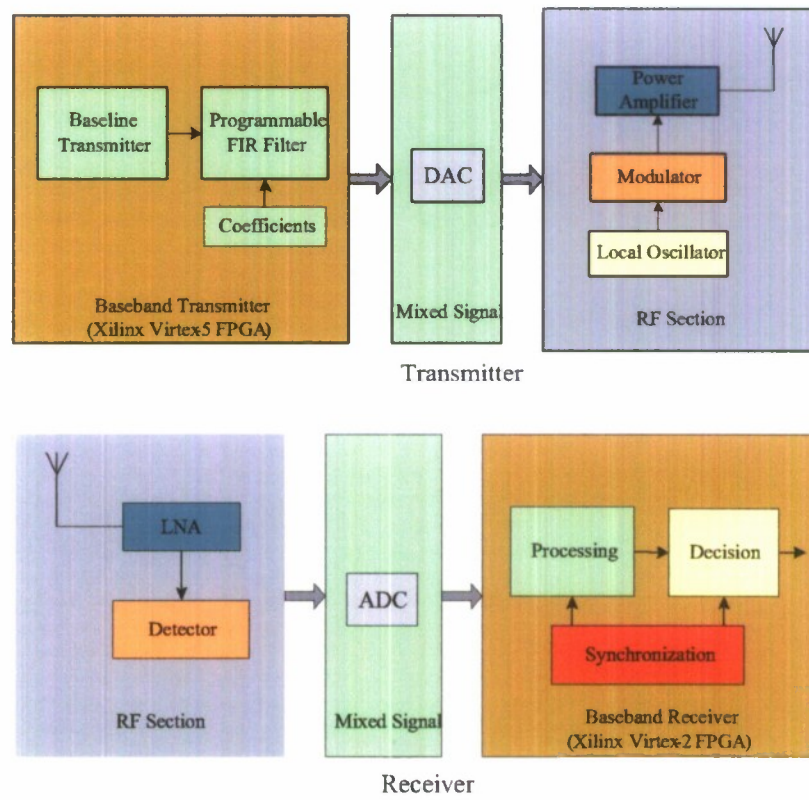 Baseline
Transmitter
Programmable
FIR Filter
Coefficients
Baseband Transmitter
(Xilinx Virtex-5 FPGA)
DAC
Mixed Signal
Power
Amplifier
Modulator
Local Oscillator
RF Section
Transmitter
LNA
Detector
RF Section
ADC
Mixed Signal
Processing
Decision
Synchronization
Baseband Receiver
(Xilinx Virtex-2 FPGA)
Receiver